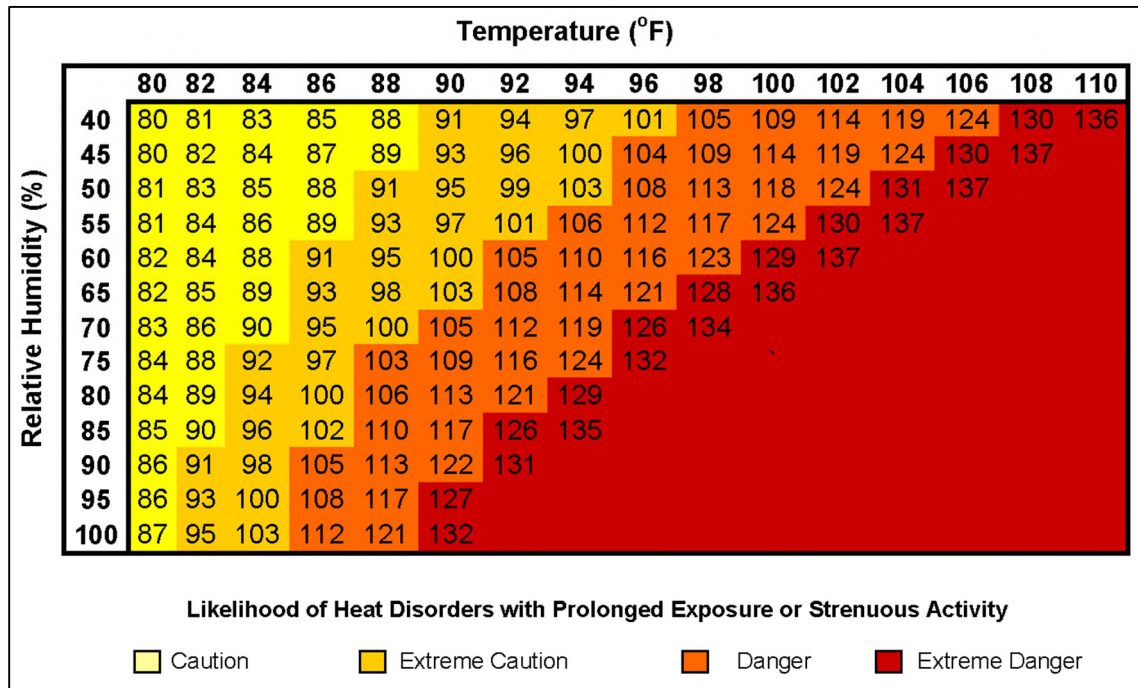 Temperature (°F)
80 82 84 86 88 90 92 94 96 98 100 102 104 106 108 110
Relative Humidity (%)
40 80 81 83 85 88 91 94 97 101 105 109 114 119 124 130 136
45 80 82 84 87 89 93 96 100 104 109 114 119 124 130 137
50 81 83 85 88 91 95 99 103 108 113 118 124 131 137
55 81 84 86 89 93 97 101 106 112 117 124 130 137
60 82 84 88 91 95 100 105 110 116 123 129 137
65 82 85 89 93 98 103 108 114 121 128 136
70 83 86 90 95 100 105 112 119 126 134
75 84 88 92 97 103 109 116 124 132 `
80 84 89 94 100 106 113 121 129
85 85 90 96 102 110 117 126 135
90 86 91 98 105 113 122 131
95 86 93 100 108 117 127
100 87 95 103 112 121 132
Likelihood of Heat Disorders with Prolonged Exposure or Strenuous Activity
Caution Extreme Caution Danger Extreme Danger